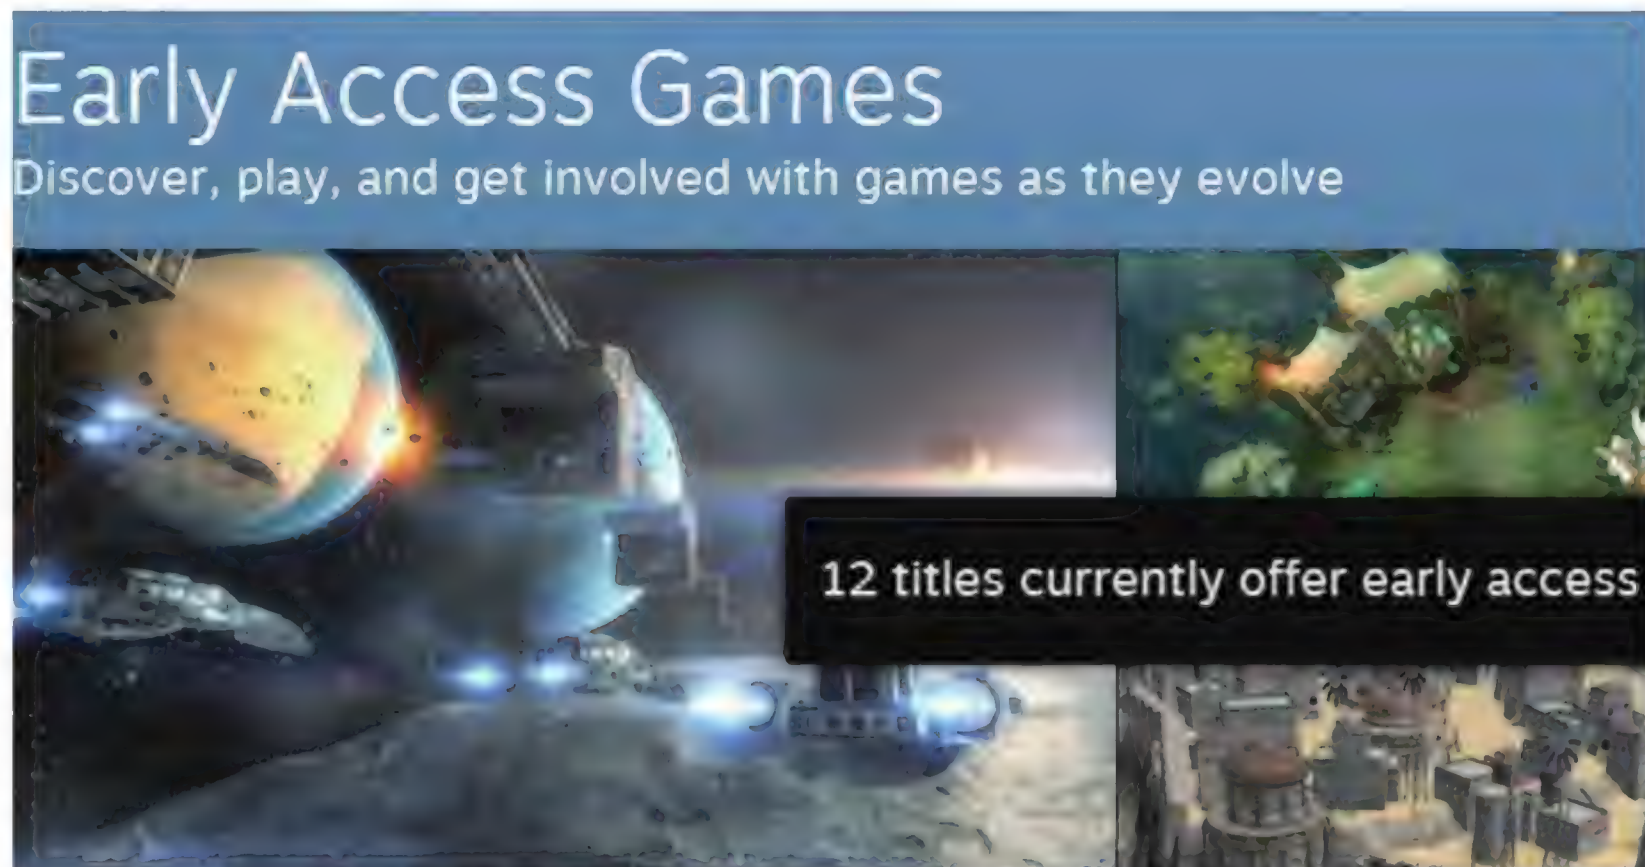 Early Access Games
Discover, play, and get involved with games as they evolve
12 titles currently offer early access